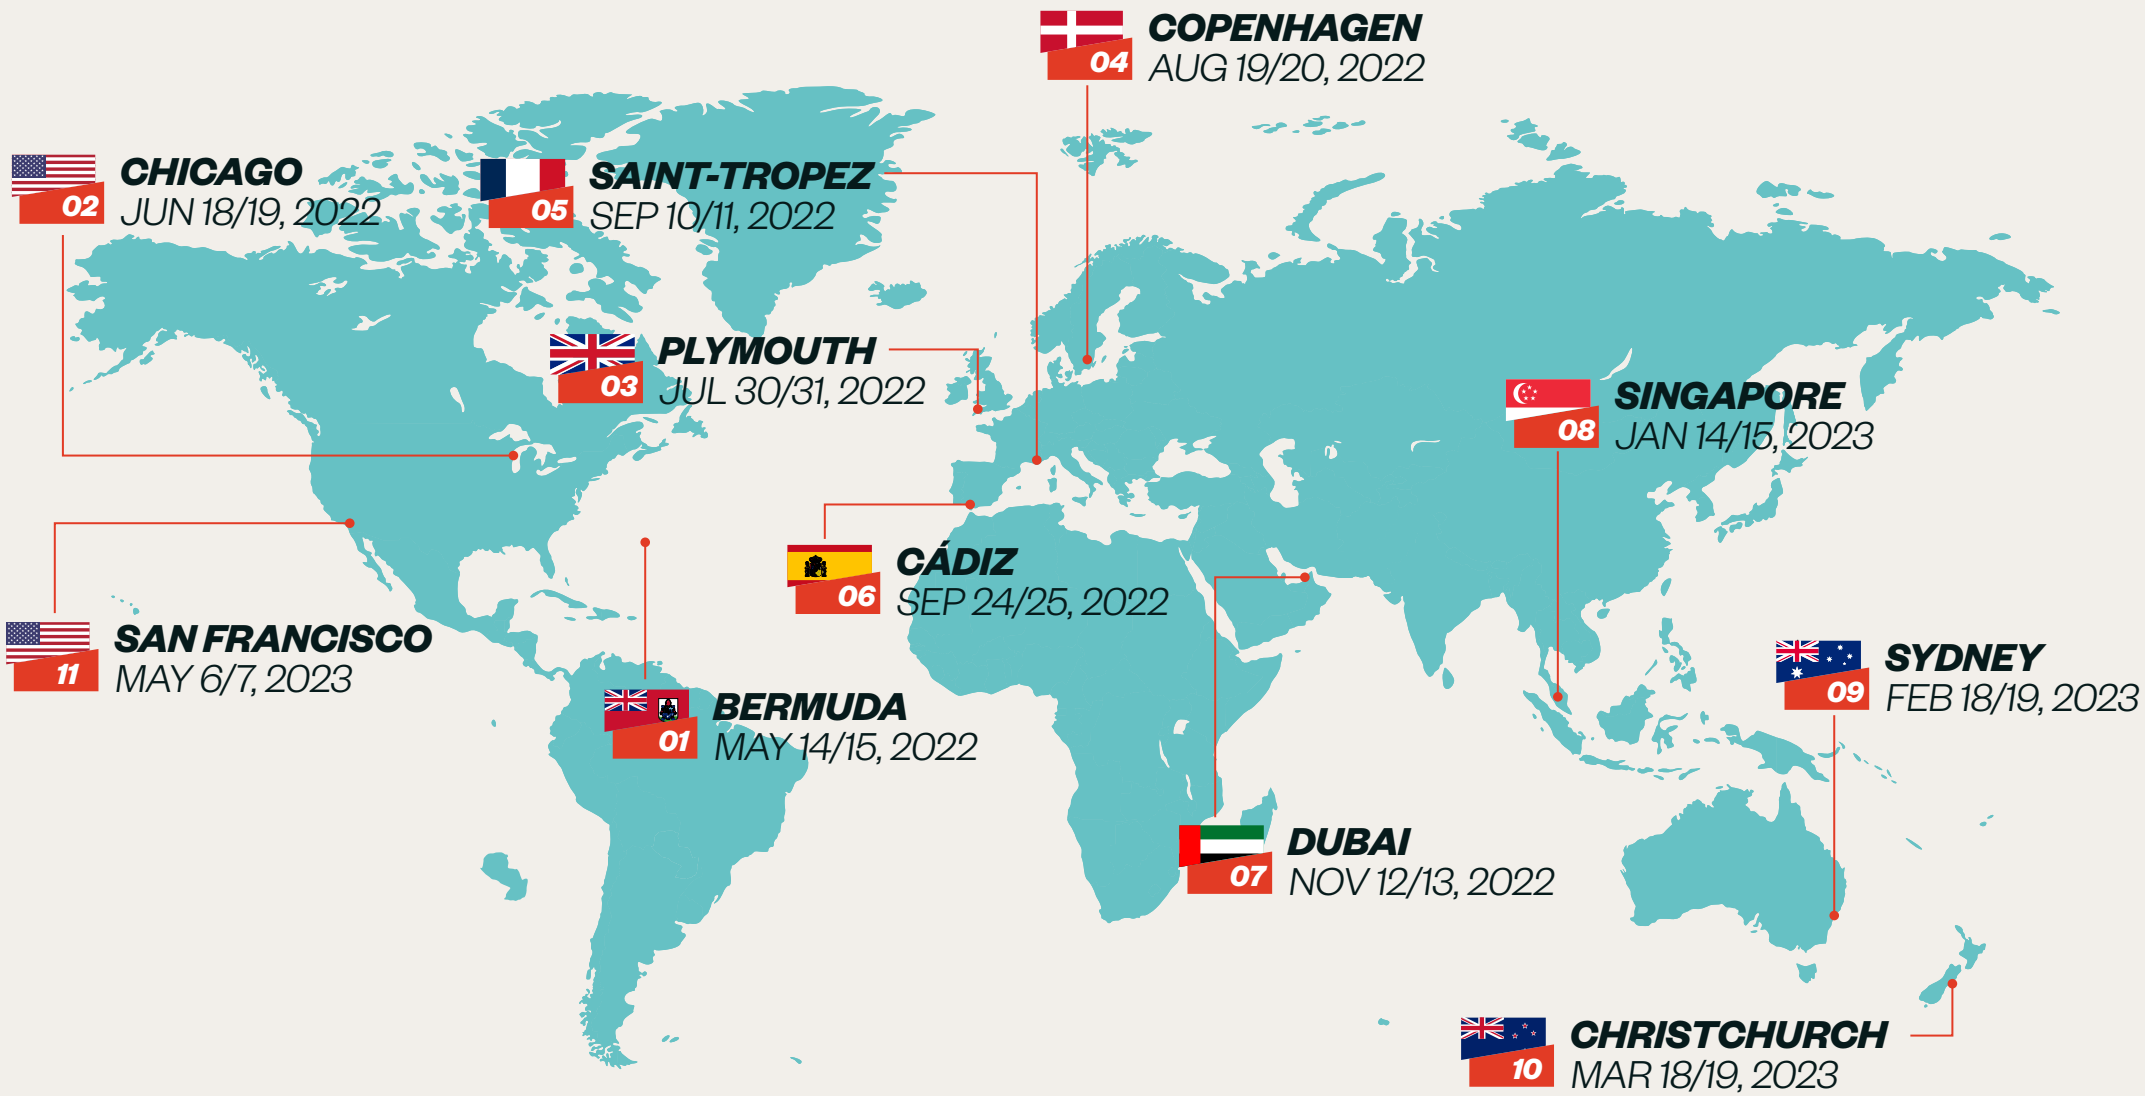 04
COPENHAGEN
AUG 19/20, 2022
02
CHICAGO
JUN 18/19, 2022
05
SAINT-TROPEZ
SEP 10/11, 2022
03
PLYMOUTH
JUL 30/31, 2022
08
SINGAPORE
JAN 14/15, 2023
06
CÁDIZ
SEP 24/25, 2022
11
SAN FRANCISCO
MAY 6/7, 2023
01
BERMUDA
MAY 14/15, 2022
09
SYDNEY
FEB 18/19, 2023
07
DUBAI
NOV 12/13, 2022
10
CHRISTCHURCH
MAR 18/19, 2023